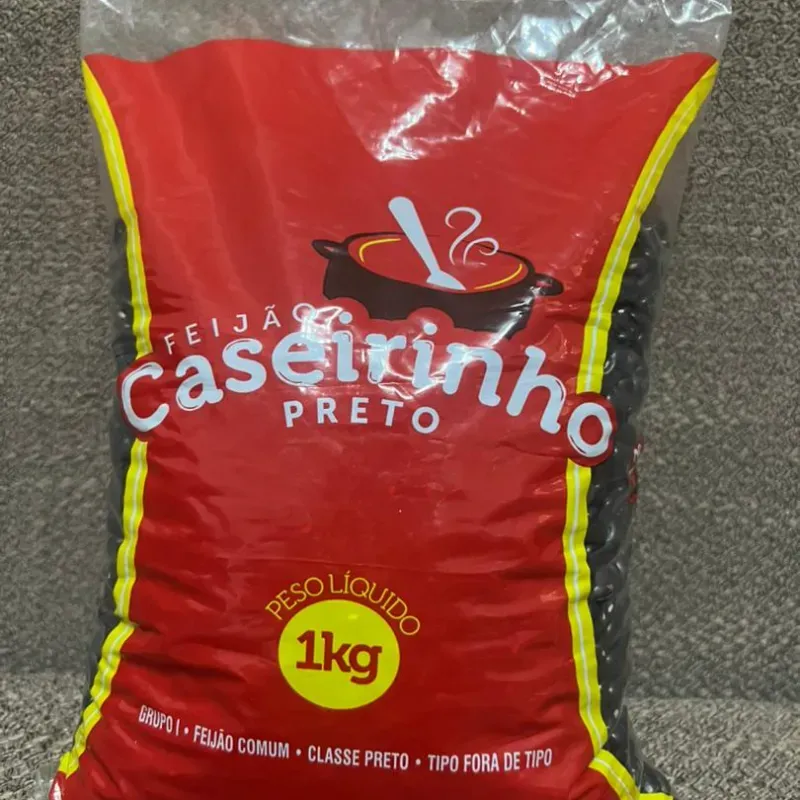 FEIJÃO
Caseirinho
PRETO
PESO LÍQUIDO
1kg
GRUPO I • FEIJÃO COMUM • CLASSE PRETO • TIPO FORA DE TIPO